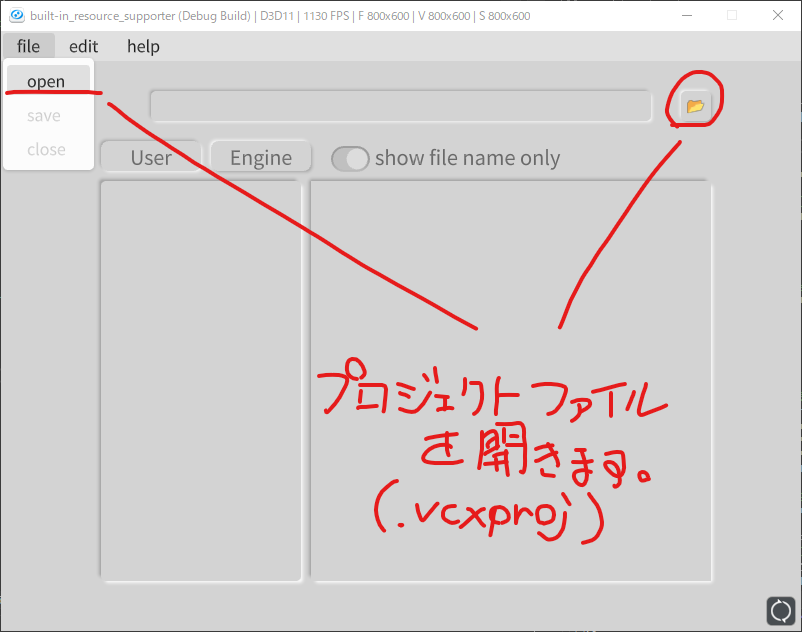 built-in_resource_supporter (Debug Build) | D3D11 | 1130 FPS | F 800x600 | V 800x600 | S 800x600
file edit help
open
save
close
User Engine show file name only
プロジェクトファイル
を開きます。
(.vcxproj)